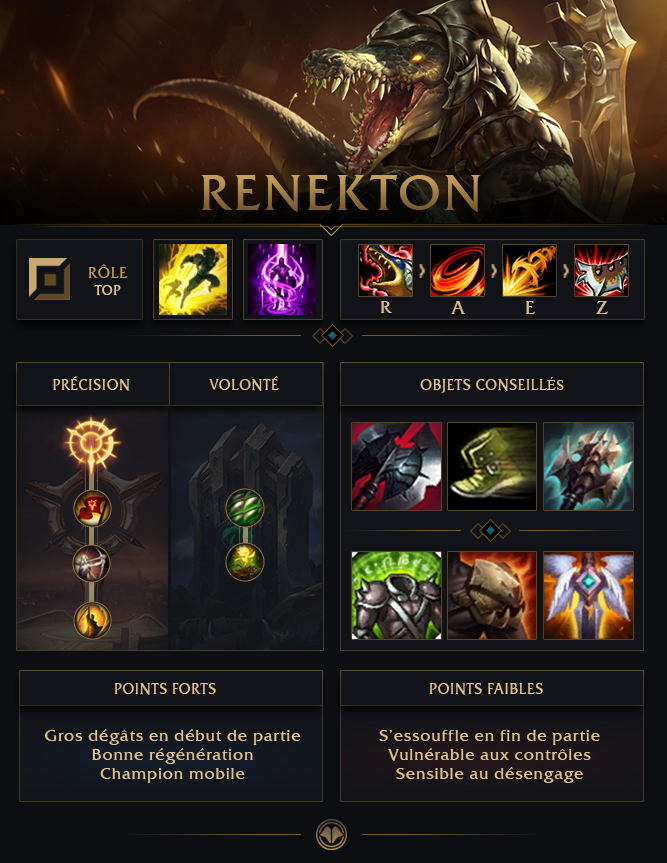 RENEKTON
RÔLE
TOP
R
A
E
Z
PRÉCISION
VOLONTÉ
OBJETS CONSEILLÉS
POINTS FORTS
Gros dégâts en début de partie
Bonne régénération
Champion mobile
POINTS FAIBLES
S'essouffle en fin de partie
Vulnérable aux contrôles
Sensible au désengage